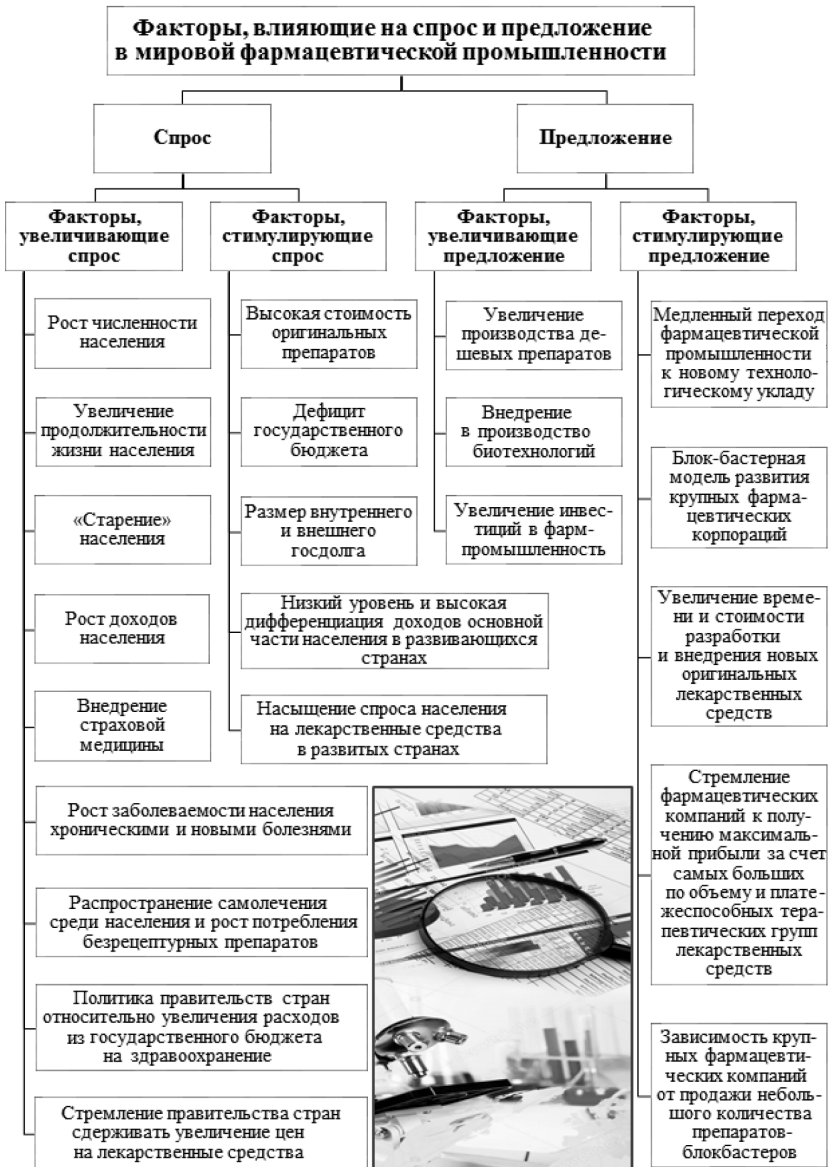 Факторы, влияющие на спрос и предложение
в мировой фармацевтической промышленности
Спрос
Предложение
Факторы,
увеличивающие
спрос
Факторы,
стимулирующие
спрос
Факторы,
увеличивающие
предложение
Факторы,
стимулирующие
предложение
Рост численности
населения
Увеличение
продолжительности
жизни населения
«Старение»
населения
Рост доходов
населения
Внедрение
страховой
медицины
Рост заболеваемости населения
хроническими и новыми болезнями
Распространение самолечения
среди населения и рост потребления
безрецептурных препаратов
Политика правительств стран
относительно увеличения расходов
из государственного бюджета
на здравоохранение
Стремление правительства стран
сдерживать увеличение цен
на лекарственные средства
Высокая стоимость
оригинальных
препаратов
Дефицит
государственного
бюджета
Размер внутреннего
и внешнего
госдолга
Низкий уровень и высокая
дифференциация доходов основной
части населения в развивающихся
странах
Насыщение спроса населения
на лекарственные средства
в развитых странах
Увеличение
производства де-
шевых препаратов
Внедрение
в производство
биотехнологий
Увеличение инвес-
тиций в фарм-
промышленность
Медленный переход
фармацевтической
промышленности
к новому техноло-
гическому укладу
Блок-бастерная
модель развития
крупных фарма-
цевтических
корпораций
Увеличение време-
ни и стоимости
разработки
и внедрения новых
оригинальных
лекарственных
средств
Стремление
фармацевтических
компаний к полу-
чению максималь-
ной прибыли за счет
самых больших
по объему и плате-
жеспособных тера-
певтических групп
лекарственных
средств
Зависимость круп-
ных фармацевти-
ческих компаний
от продажи неболь-
шого количества
препаратов-
блокбастеров